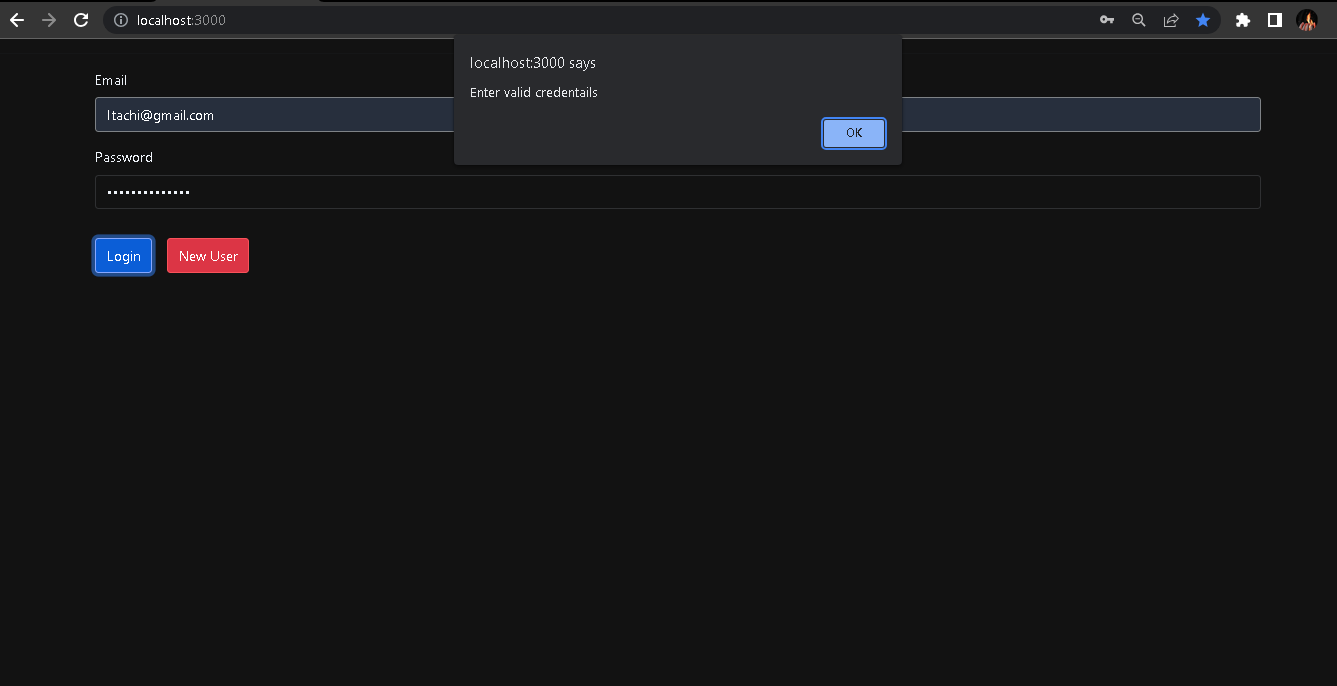 localhost:3000
localhost:3000 says
Enter valid credentails
OK
Email
Itachi@gmail.com
Password
••••••••••••••
Login New User